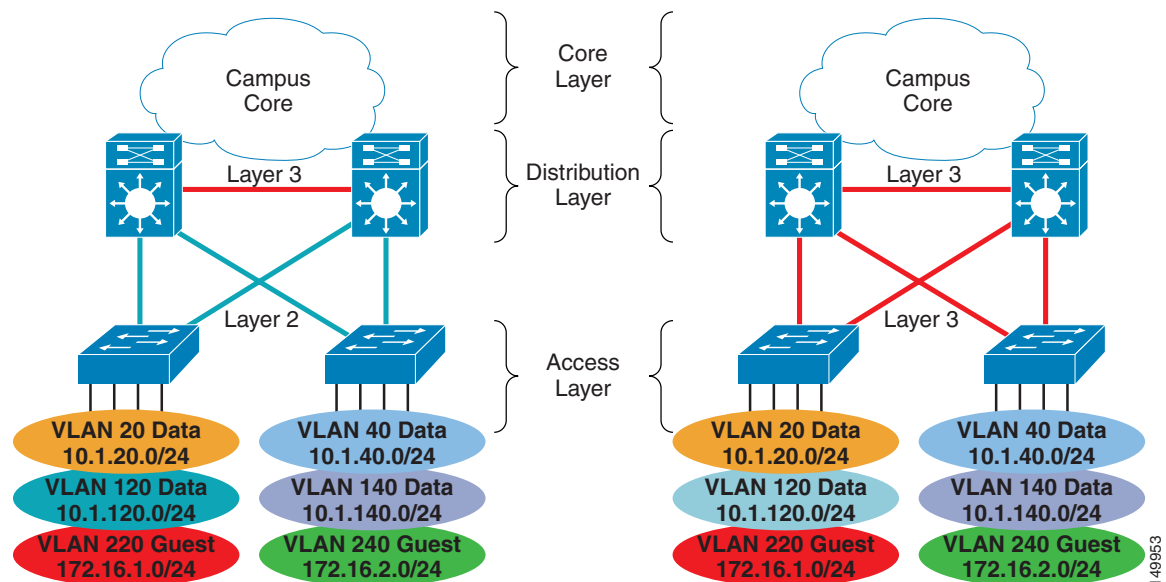 Campus
Core
Layer 3
Layer 2
VLAN 20 Data
10.1.20.0/24
VLAN 120 Data
10.1.120.0/24
VLAN 220 Guest
172.16.1.0/24
VLAN 40 Data
10.1.40.0/24
VLAN 140 Data
10.1.140.0/24
VLAN 240 Guest
172.16.2.0/24
Core
Layer
Distribution
Layer
Access
Layer
Campus
Core
Layer 3
Layer 3
VLAN 20 Data
10.1.20.0/24
VLAN 120 Data
10.1.120.0/24
VLAN 220 Guest
172.16.1.0/24
VLAN 40 Data
10.1.40.0/24
VLAN 140 Data
10.1.140.0/24
VLAN 240 Guest
172.16.2.0/24
149953